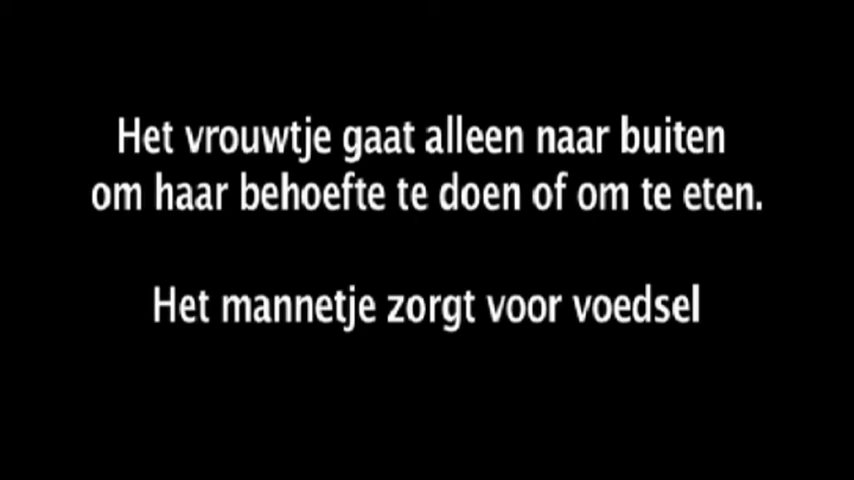 Het vrouwtje gaat alleen naar buiten
om haar behoefte te doen of om te eten.
Het mannetje zorgt voor voedsel